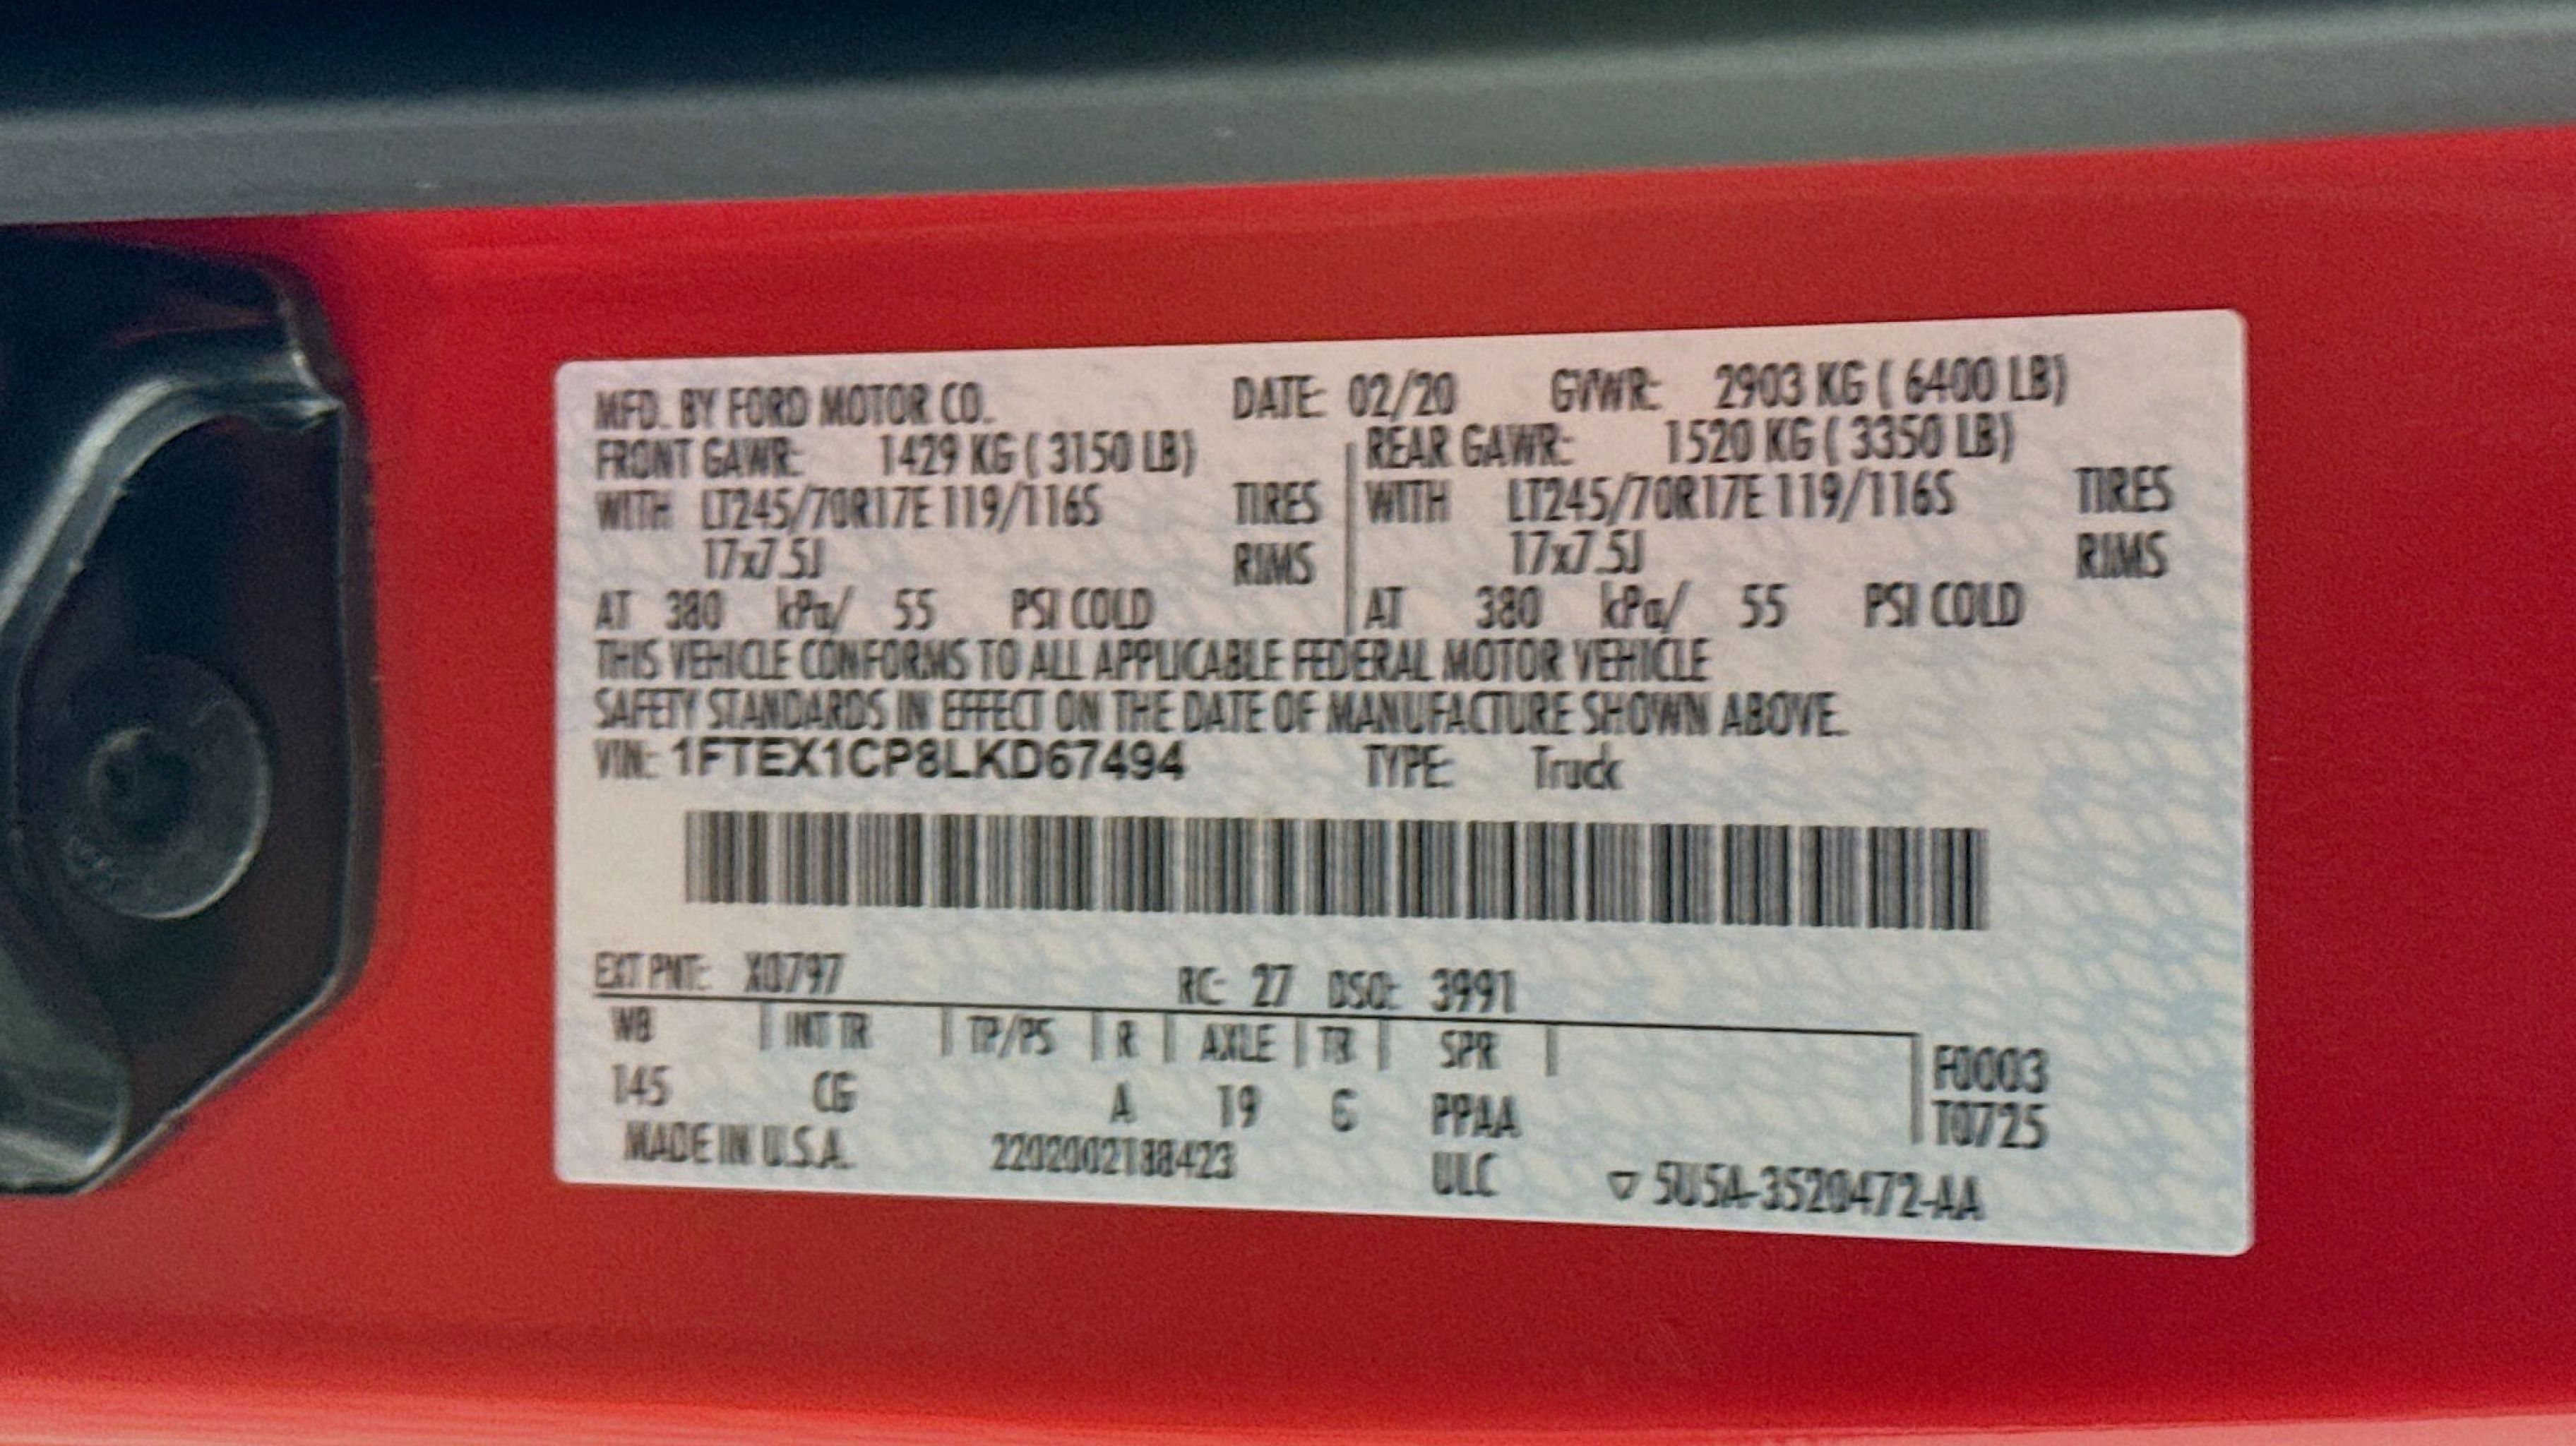 MFD. BY FORD MOTOR CO. DATE: 02/20 GVWR: 2903 KG ( 6400 LB)
FRONT GAWR: 1429 KG ( 3150 LB) REAR GAWR: 1520 KG ( 3350 LB)
WITH LT245/70R17E 119/116S TIRES WITH LT245/70R17E 119/116S TIRES
17x7.5J RIMS 17x7.5J RIMS
AT 380 kPa/ 55 PSI COLD AT 380 kPa/ 55 PSI COLD
THIS VEHICLE CONFORMS TO ALL APPLICABLE FEDERAL MOTOR VEHICLE
SAFETY STANDARDS IN EFFECT ON THE DATE OF MANUFACTURE SHOWN ABOVE.
VIN: 1FTEX1CP8LKD67494 TYPE: Truck
EXT PNT: X0797 RC: 27 DSO: 3991
WB INT TR TP/PS R AXLE TR SPR F0003
145 CG A 19 6 PPAA T0725
MADE IN U.S.A. 2202002188423 ULC ▽ 5U5A-3520472-AA